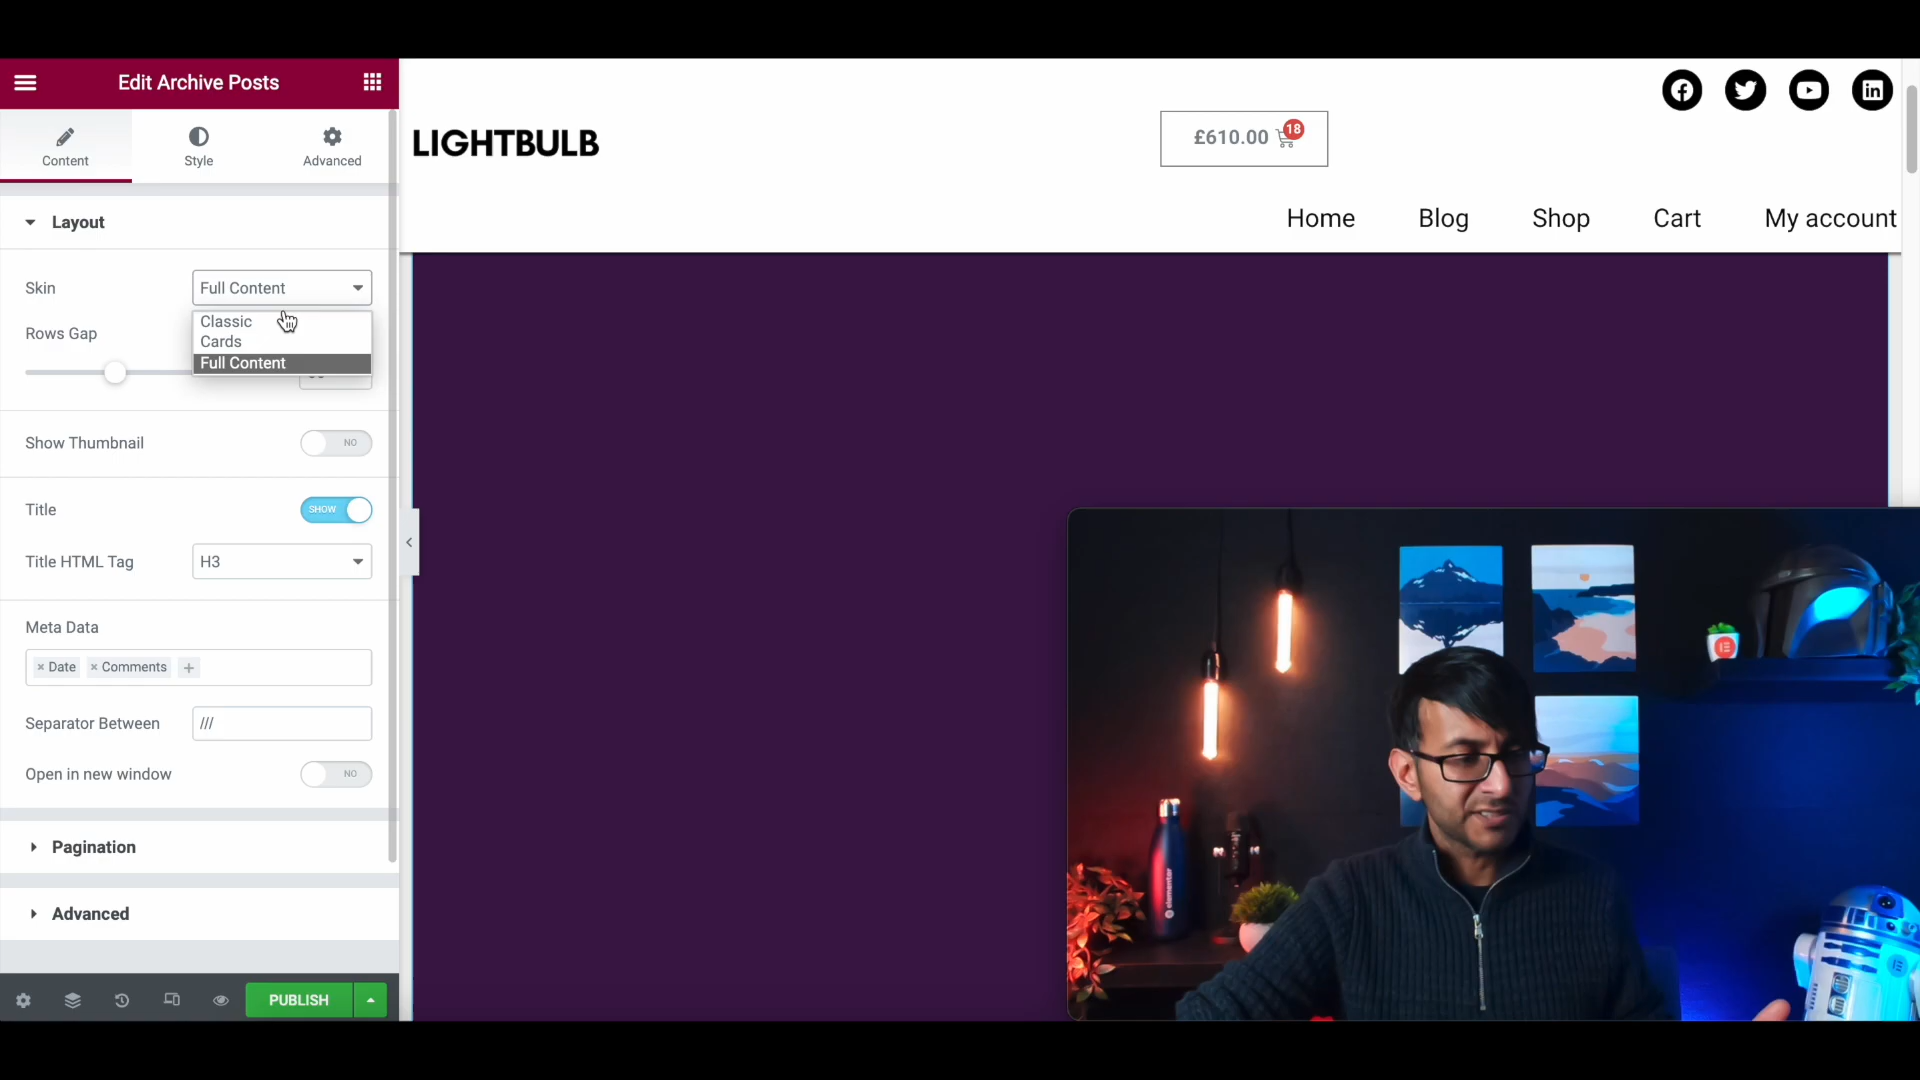 Edit Archive Posts
Content
Style
Advanced
Layout
Skin
Full Content
Classic
Cards
Full Content
Rows Gap
Show Thumbnail
NO
Title
SHOW
Title HTML Tag
H3
Meta Data
× Date × Comments +
Separator Between
///
Open in new window
NO
Pagination
Advanced
PUBLISH
LIGHTBULB
£610.00
18
Home
Blog
Shop
Cart
My account
elementor